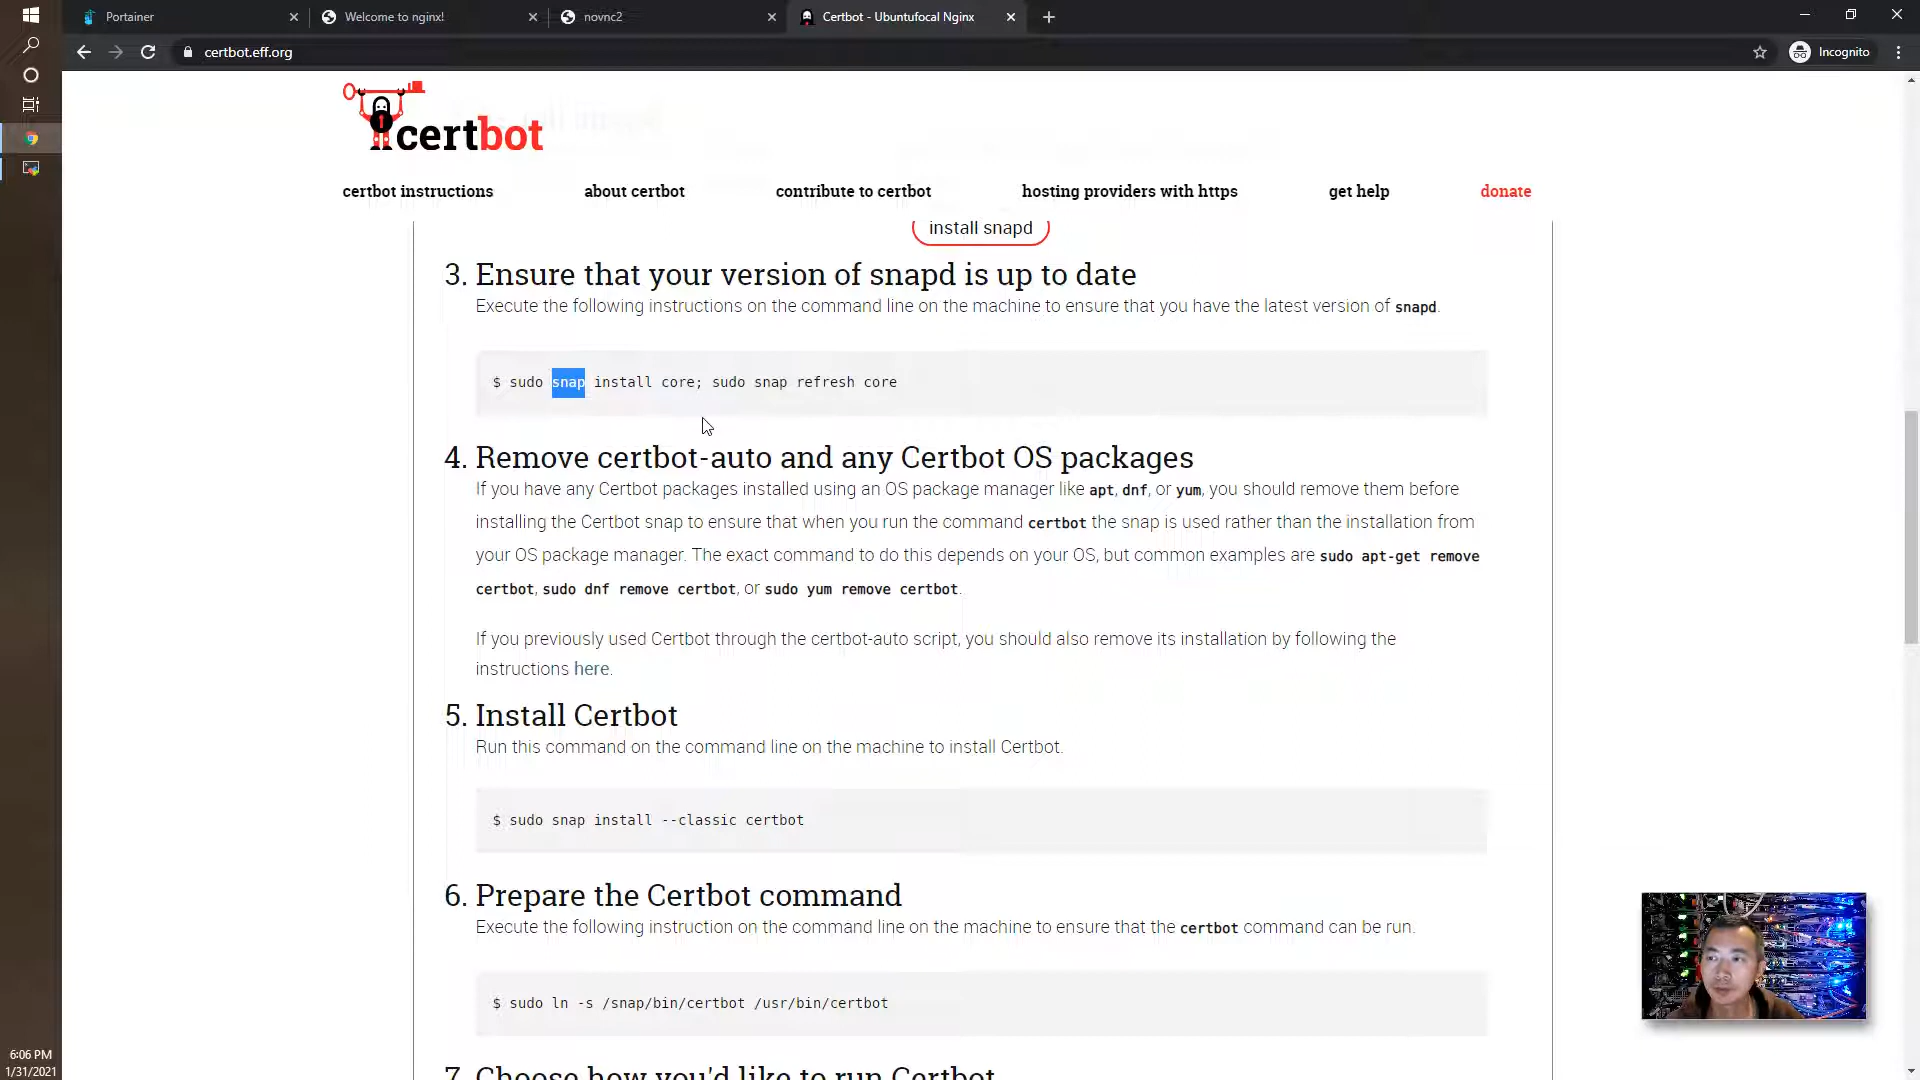 Portainer
Welcome to nginx!
novnc2
Certbot - Ubuntufocal Nginx
certbot.eff.org
Incognito
certbot
certbot instructions
about certbot
contribute to certbot
hosting providers with https
get help
donate
install snapd
3. Ensure that your version of snapd is up to date
Execute the following instructions on the command line on the machine to ensure that you have the latest version of snapd.
$ sudo snap install core; sudo snap refresh core
4. Remove certbot-auto and any Certbot OS packages
If you have any Certbot packages installed using an OS package manager like apt, dnf, or yum, you should remove them before
installing the Certbot snap to ensure that when you run the command certbot the snap is used rather than the installation from
your OS package manager. The exact command to do this depends on your OS, but common examples are sudo apt-get remove
certbot, sudo dnf remove certbot, or sudo yum remove certbot.
If you previously used Certbot through the certbot-auto script, you should also remove its installation by following the
instructions here.
5. Install Certbot
Run this command on the command line on the machine to install Certbot.
$ sudo snap install --classic certbot
6. Prepare the Certbot command
Execute the following instruction on the command line on the machine to ensure that the certbot command can be run.
$ sudo ln -s /snap/bin/certbot /usr/bin/certbot
7. Choose how you'd like to run Certbot
6:06 PM
1/31/2021